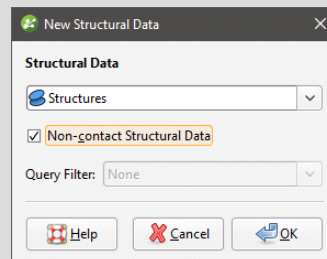 New Structural Data
Structural Data
Structures
Non-contact Structural Data
Query Filter: None
Help Cancel OK